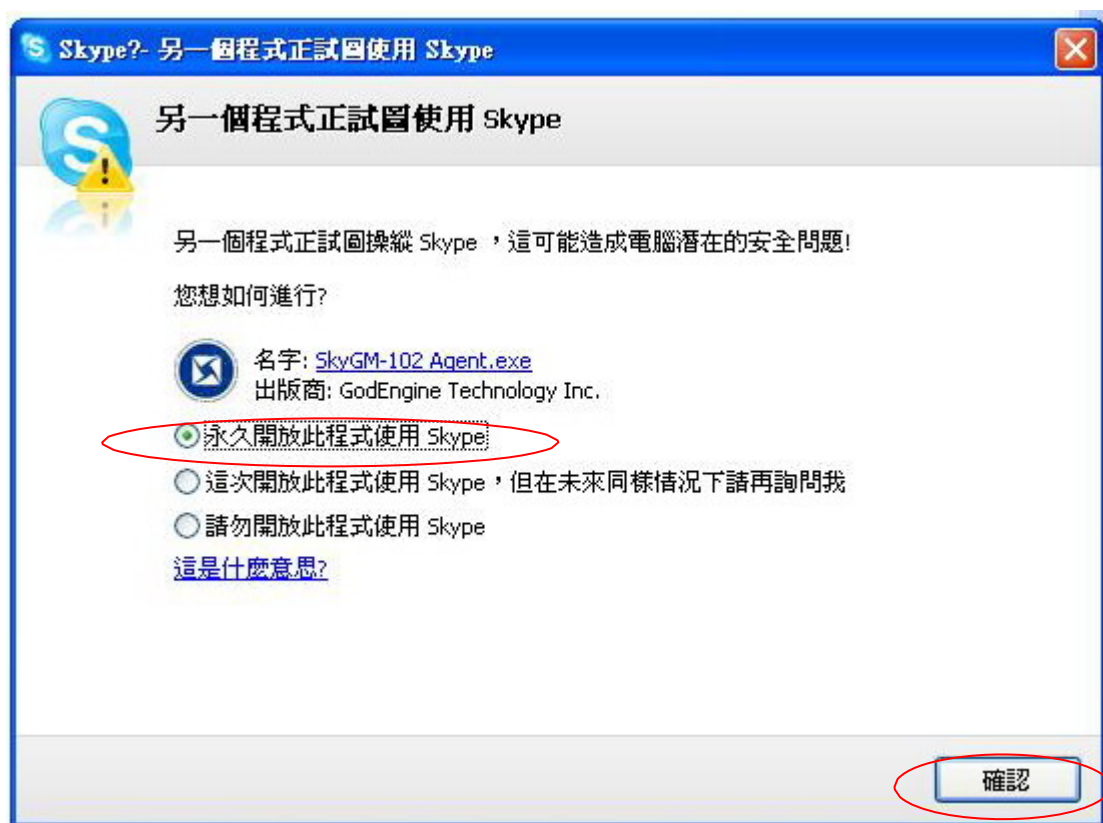 Skype?- 另一個程式正試圖使用 Skype
另一個程式正試圖使用 Skype
另一個程式正試圖操縱 Skype ，這可能造成電腦潛在的安全問題!
您想如何進行?
名字: SkyGM-102 Agent.exe
出版商: GodEngine Technology Inc.
永久開放此程式使用 Skype
這次開放此程式使用 Skype，但在未來同樣情況下請再詢問我
請勿開放此程式使用 Skype
這是什麼意思?
確認